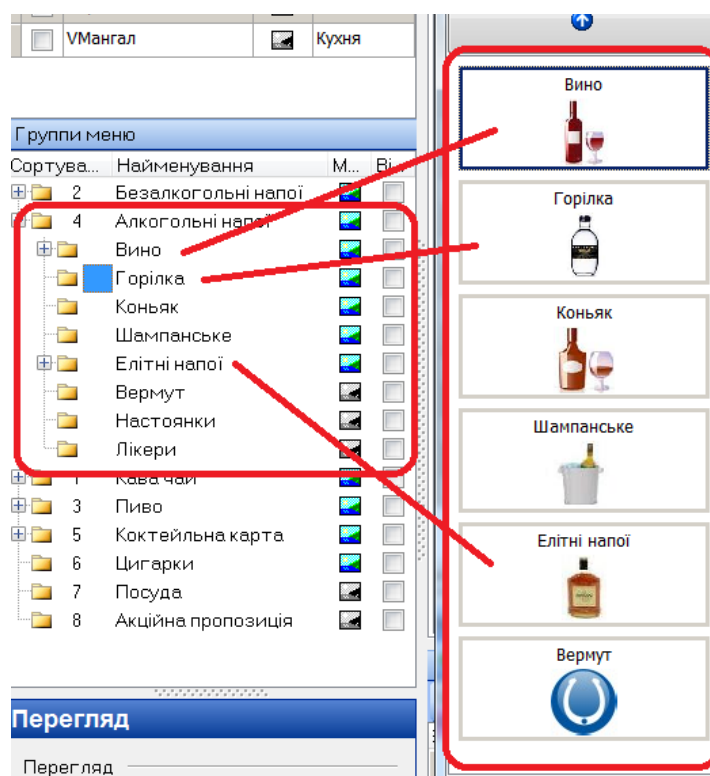 VМангал Кухня
Группи меню
Сортува... Найменування М... Ві...
2 Безалкогольні напої
4 Алкогольні напої
Вино
Горілка
Коньяк
Шампанське
Елітні напої
Вермут
Настоянки
Лікери
1 Кава чай
3 Пиво
5 Коктейльна карта
6 Цигарки
7 Посуда
8 Акційна пропозиція
Перегляд
Перегляд
Вино
Горілка
Коньяк
Шампанське
Елітні напої
Вермут